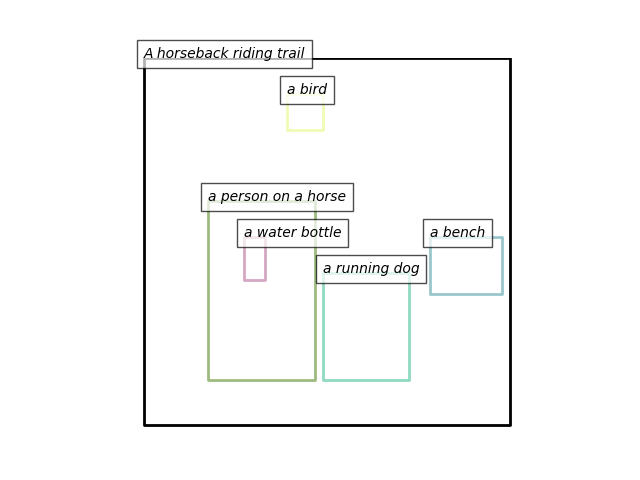 A horseback riding trail
a bird
a person on a horse
a water bottle
a bench
a running dog